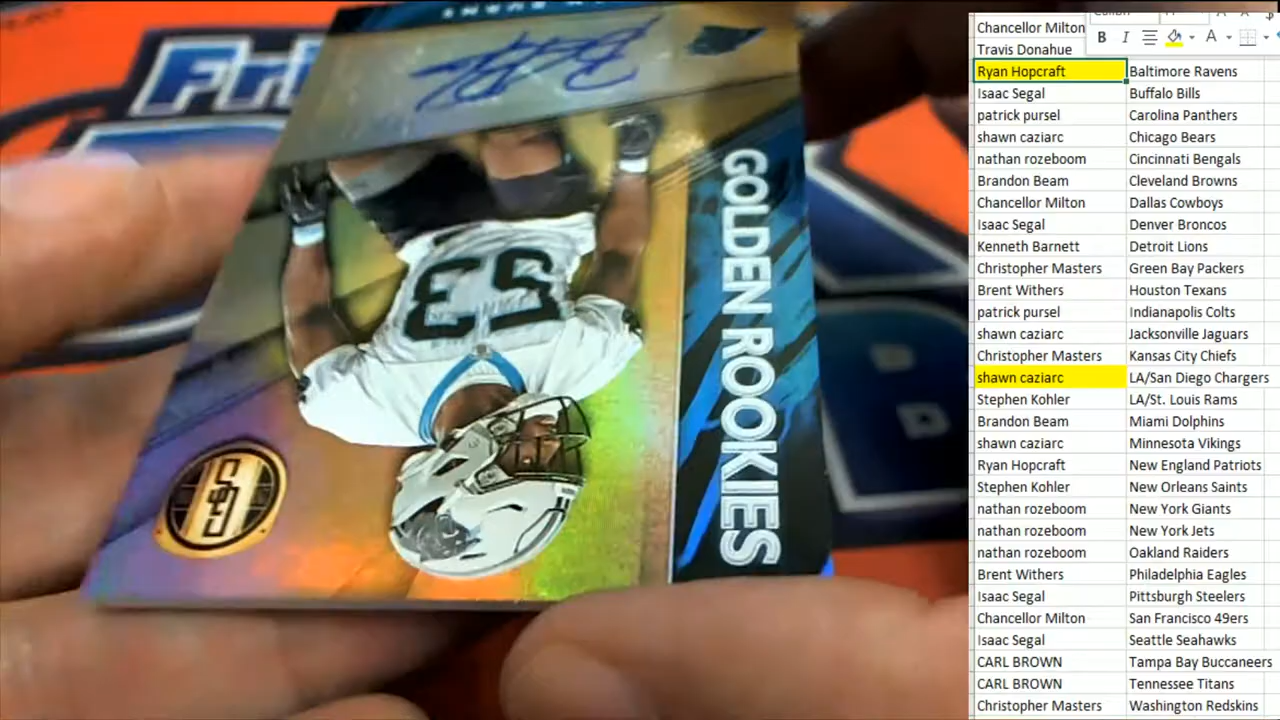 GOLDEN ROOKIES
53
Chancellor Milton
Travis Donahue
Ryan Hopcraft Baltimore Ravens
Isaac Segal Buffalo Bills
patrick pursel Carolina Panthers
shawn caziarc Chicago Bears
nathan rozeboom Cincinnati Bengals
Brandon Beam Cleveland Browns
Chancellor Milton Dallas Cowboys
Isaac Segal Denver Broncos
Kenneth Barnett Detroit Lions
Christopher Masters Green Bay Packers
Brent Withers Houston Texans
patrick pursel Indianapolis Colts
shawn caziarc Jacksonville Jaguars
Christopher Masters Kansas City Chiefs
shawn caziarc LA/San Diego Chargers
Stephen Kohler LA/St. Louis Rams
Brandon Beam Miami Dolphins
shawn caziarc Minnesota Vikings
Ryan Hopcraft New England Patriots
Stephen Kohler New Orleans Saints
nathan rozeboom New York Giants
nathan rozeboom New York Jets
nathan rozeboom Oakland Raiders
Brent Withers Philadelphia Eagles
Isaac Segal Pittsburgh Steelers
Chancellor Milton San Francisco 49ers
Isaac Segal Seattle Seahawks
CARL BROWN Tampa Bay Buccaneers
CARL BROWN Tennessee Titans
Christopher Masters Washington Redskins